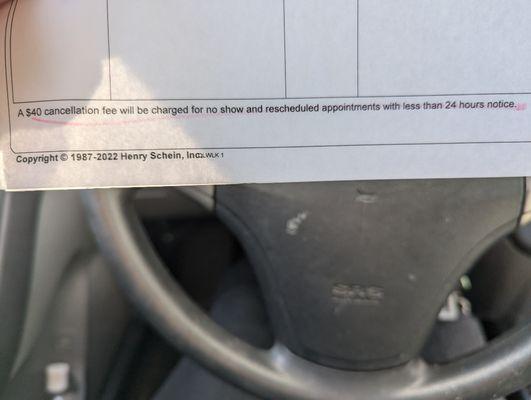 A $40 cancellation fee will be charged for no show and rescheduled appointments with less than 24 hours notice.
Copyright © 1987-2022 Henry Schein, Inc.
SRS